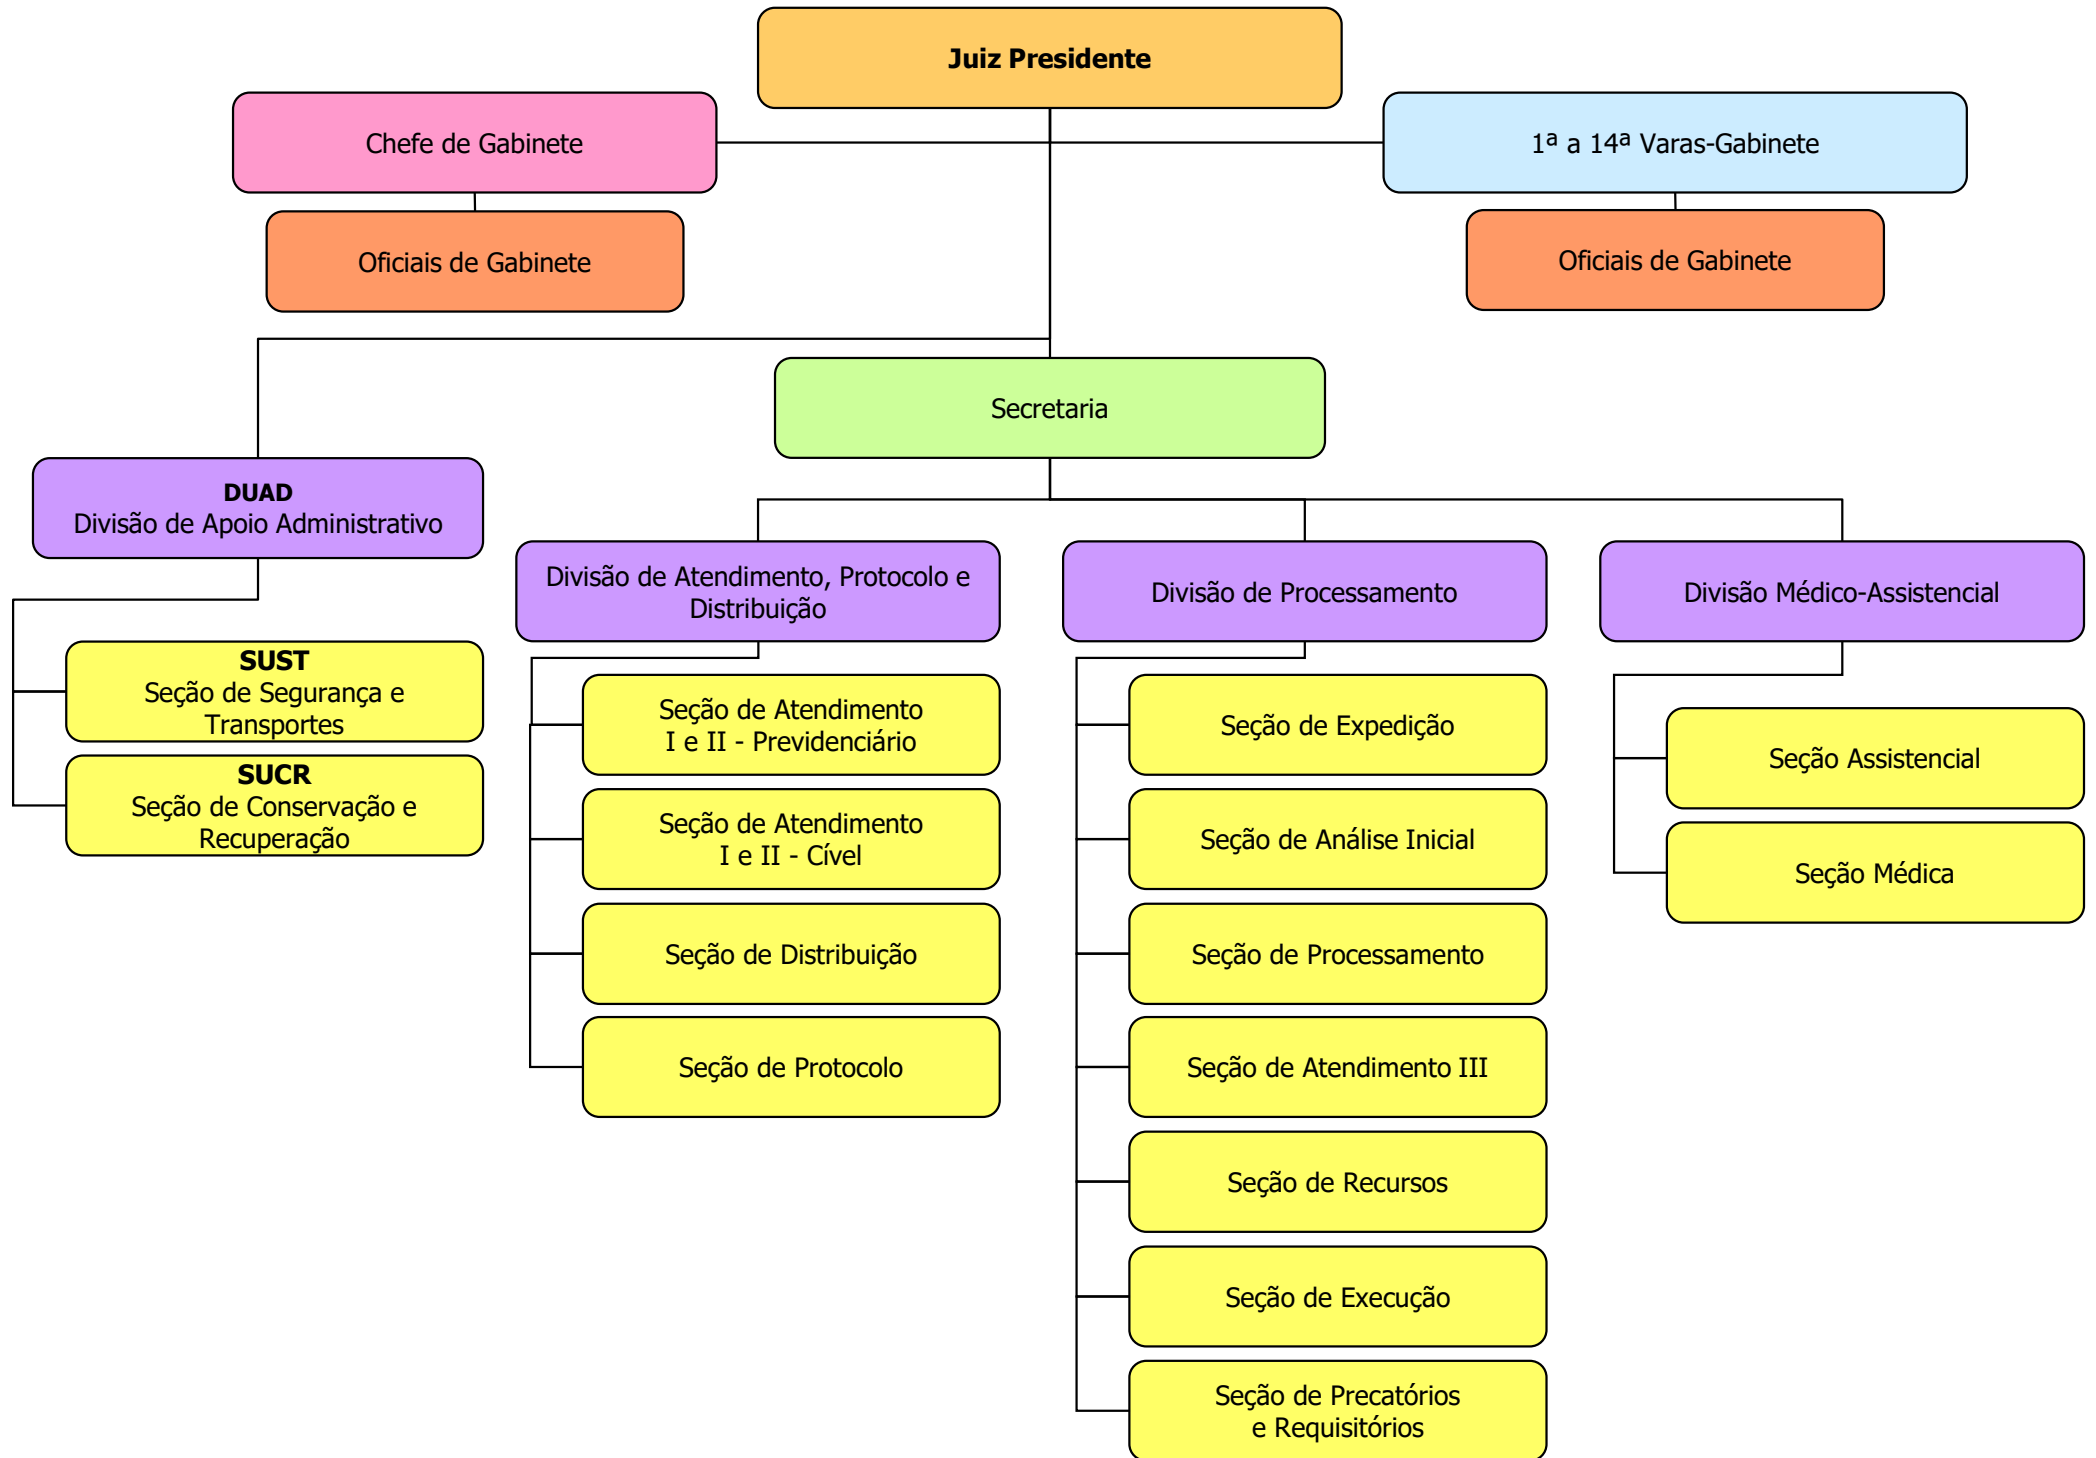 Juiz Presidente
Chefe de Gabinete
1ª a 14ª Varas-Gabinete
Oficiais de Gabinete
Oficiais de Gabinete
Secretaria
DUAD
Divisão de Apoio Administrativo
Divisão de Atendimento, Protocolo e
Distribuição
Divisão de Processamento
Divisão Médico-Assistencial
SUST
Seção de Segurança e
Transportes
SUCR
Seção de Conservação e
Recuperação
Seção de Atendimento
I e II - Previdenciário
Seção de Atendimento
I e II - Cível
Seção de Distribuição
Seção de Protocolo
Seção de Expedição
Seção de Análise Inicial
Seção de Processamento
Seção de Atendimento III
Seção de Recursos
Seção de Execução
Seção de Precatórios
e Requisitórios
Seção Assistencial
Seção Médica